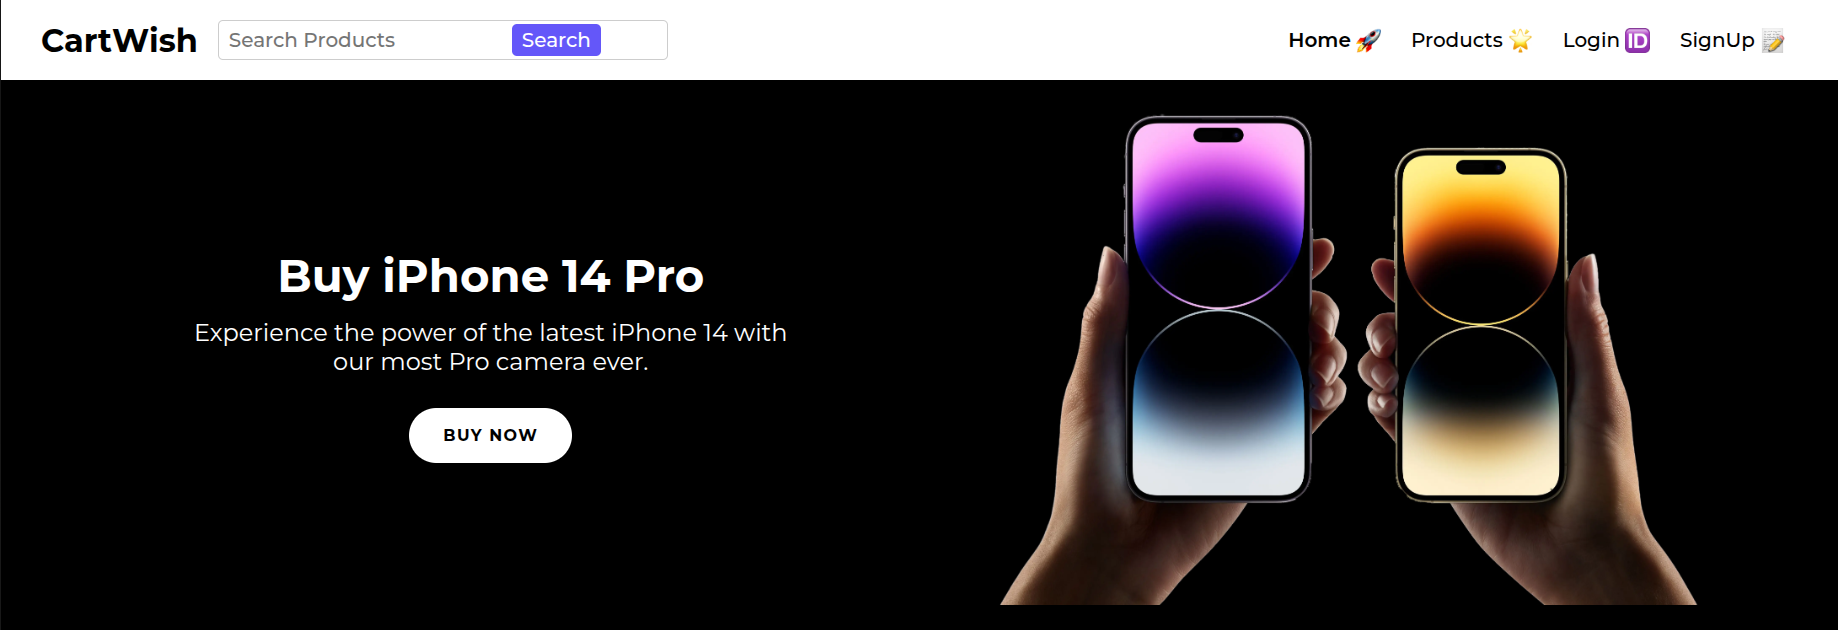 CartWish
Search Products
Search
Home 🚀
Products 🌟
Login 🆔
SignUp 📝
Buy iPhone 14 Pro
Experience the power of the latest iPhone 14 with
our most Pro camera ever.
BUY NOW